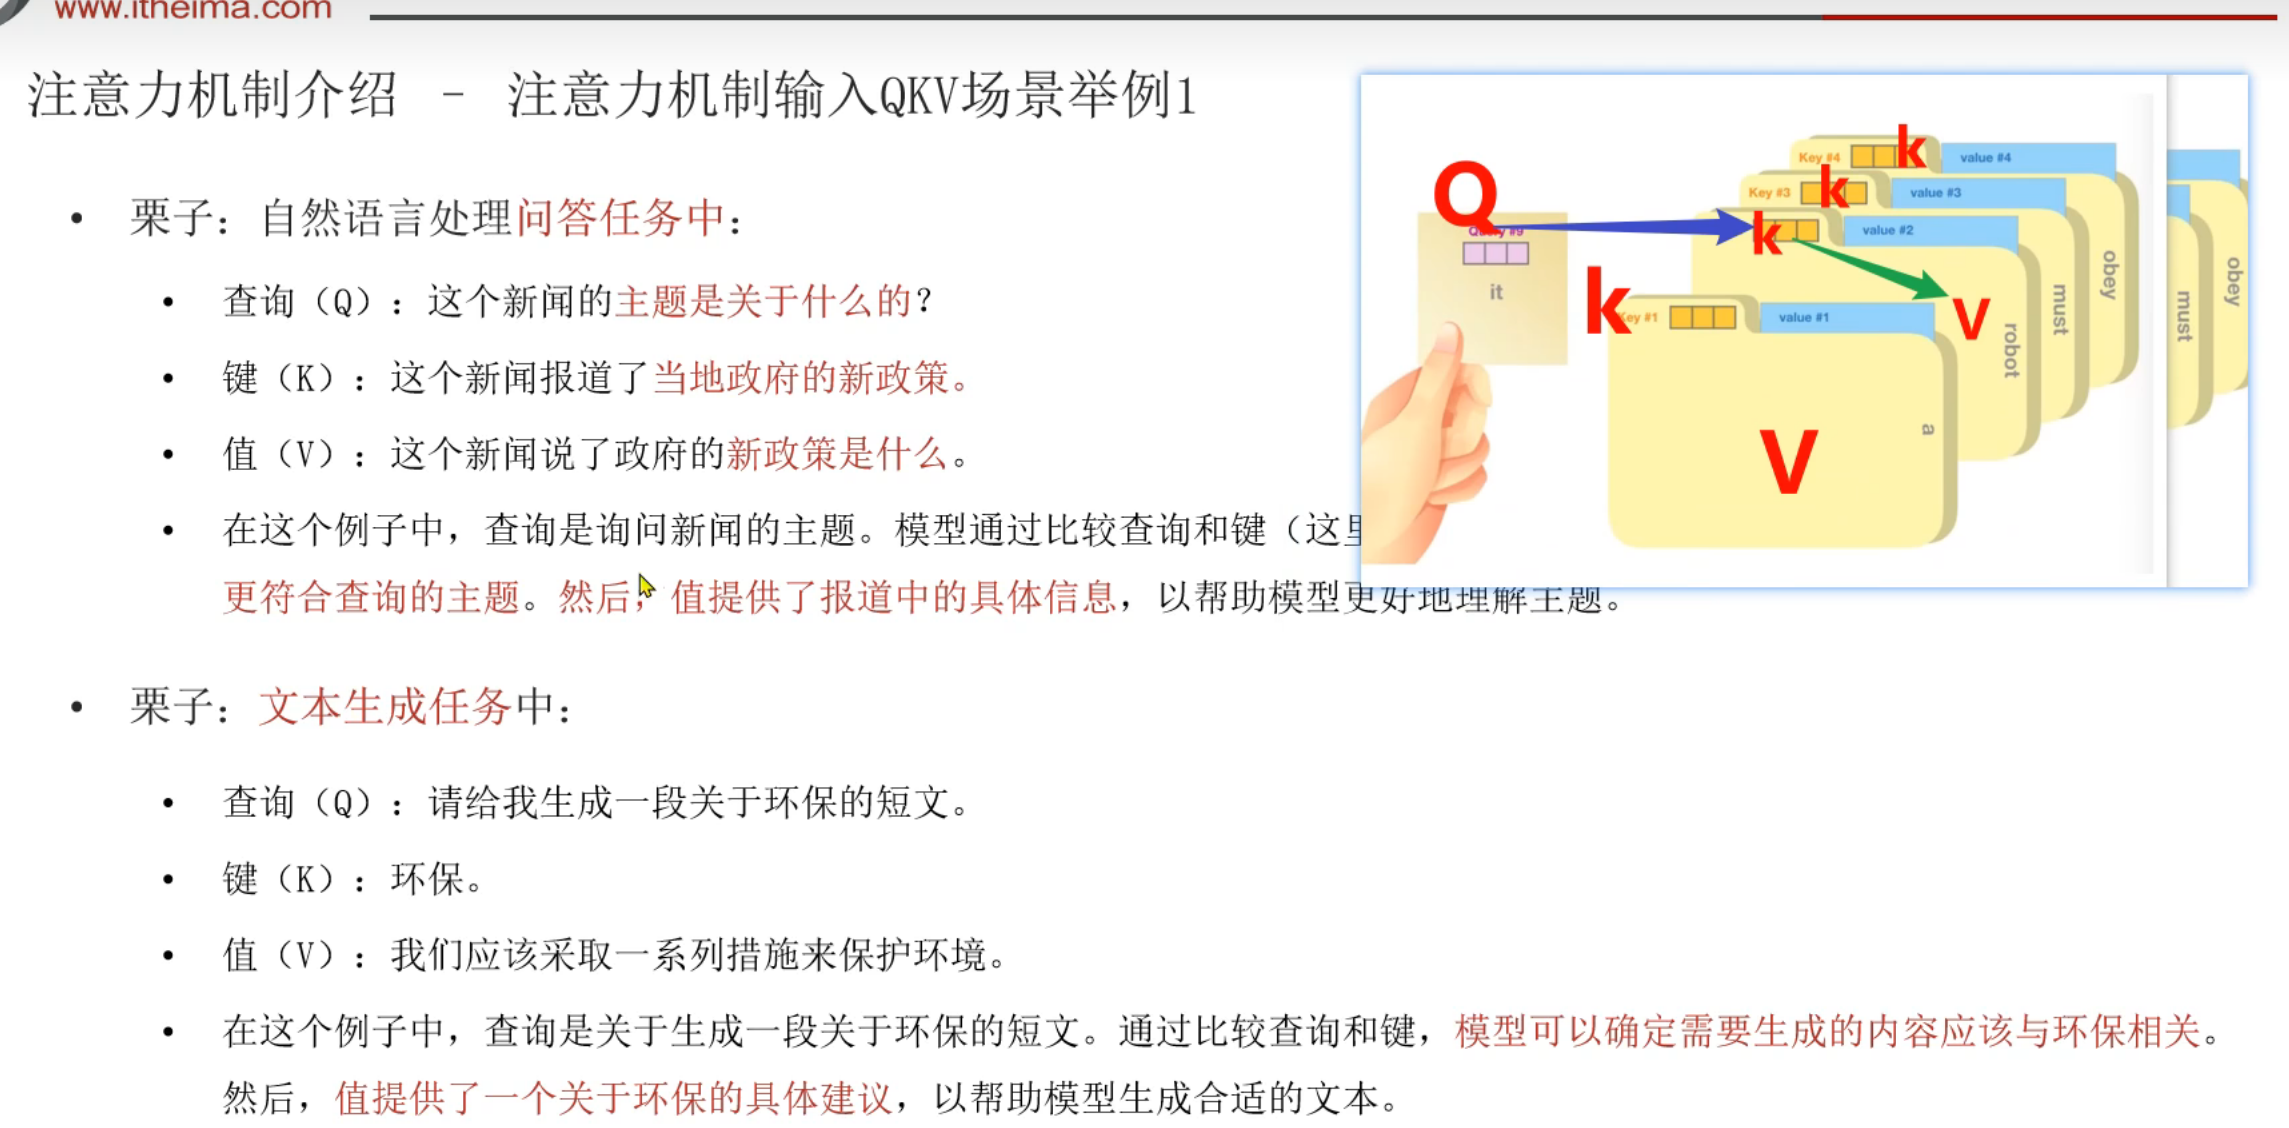 www.itheima.com
注意力机制介绍 – 注意力机制输入QKV场景举例1
• 栗子：自然语言处理问答任务中：
• 查询（Q）：这个新闻的主题是关于什么的？
• 键（K）：这个新闻报道了当地政府的新政策。
• 值（V）：这个新闻说了政府的新政策是什么。
• 在这个例子中，查询是询问新闻的主题。模型通过比较查询和键（这里
更符合查询的主题。然后，值提供了报道中的具体信息，以帮助模型更好地理解主题。
• 栗子：文本生成任务中：
• 查询（Q）：请给我生成一段关于环保的短文。
• 键（K）：环保。
• 值（V）：我们应该采取一系列措施来保护环境。
• 在这个例子中，查询是关于生成一段关于环保的短文。通过比较查询和键，模型可以确定需要生成的内容应该与环保相关。
然后，值提供了一个关于环保的具体建议，以帮助模型生成合适的文本。
Q
Query #9
it
Key #4 k value #4
Key #3 k value #3
k value #2
k Key #1 value #1
V
V
a
robot
must
obey
must
obey